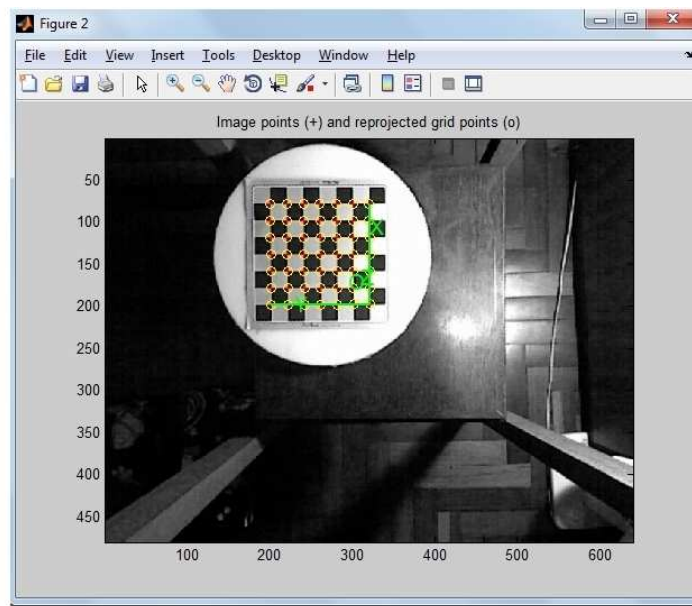 Figure 2
File Edit View Insert Tools Desktop Window Help
Image points (+) and reprojected grid points (o)
50
100
150
200
250
300
350
400
450
X
O
100 200 300 400 500 600